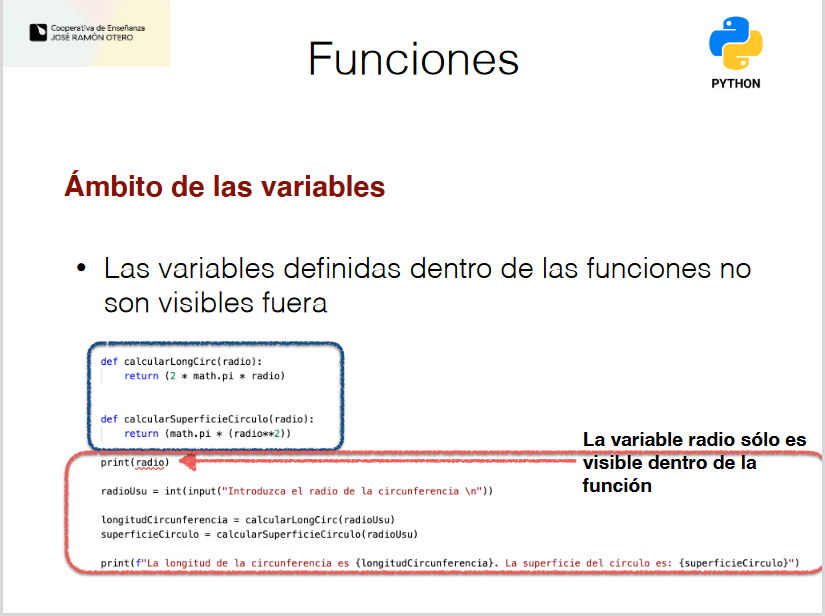 Cooperativa de Enseñanza
JOSÉ RAMÓN OTERO
Funciones
PYTHON
Ámbito de las variables
• Las variables definidas dentro de las funciones no
son visibles fuera
def calcularLongCirc(radio):
    return (2 * math.pi * radio)
def calcularSuperficieCirculo(radio):
    return (math.pi * (radio**2))
La variable radio sólo es
visible dentro de la
función
print(radio)
radioUsu = int(input("Introduzca el radio de la circunferencia \n"))
longitudCircunferencia = calcularLongCirc(radioUsu)
superficieCirculo = calcularSuperficieCirculo(radioUsu)
print(f"La longitud de la circunferencia es {longitudCircunferencia}. La superficie del círculo es: {superficieCirculo}")